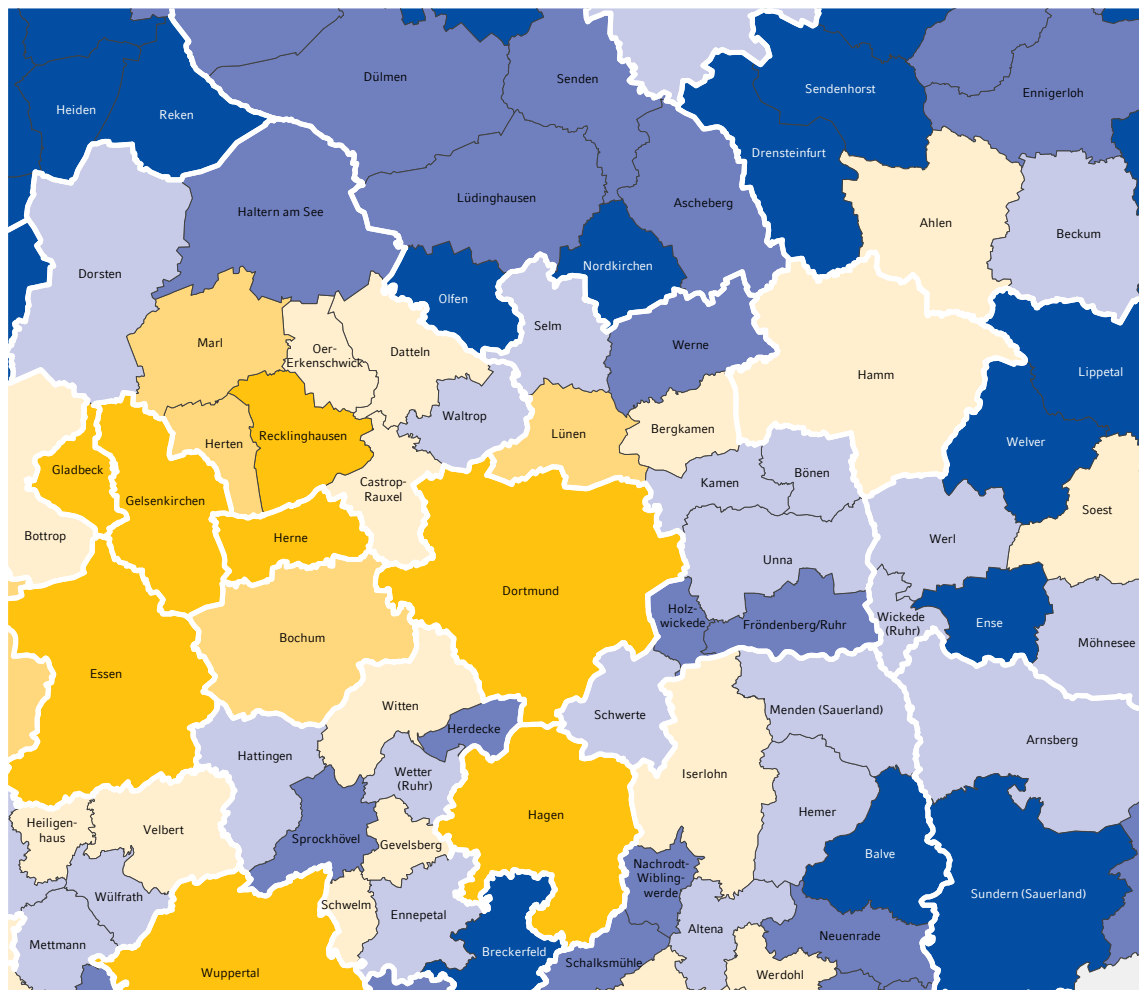 Dülmen
Senden
Sendenhorst
Ennigerloh
Heiden
Reken
Drensteinfurt
Lüdinghausen
Ascheberg
Haltern am See
Ahlen
Beckum
Dorsten
Nordkirchen
Olfen
Selm
Marl
Oer-
Erkenschwick
Datteln
Werne
Hamm
Lippetal
Waltrop
Recklinghausen
Herten
Lünen
Bergkamen
Welver
Gladbeck
Gelsenkirchen
Castrop-
Rauxel
Kamen
Bönen
Soest
Bottrop
Herne
Werl
Unna
Dortmund
Holz-
wickede
Fröndenberg/Ruhr
Wickede
(Ruhr)
Ense
Möhnesee
Bochum
Essen
Witten
Schwerte
Menden (Sauerland)
Herdecke
Arnsberg
Hattingen
Wetter
(Ruhr)
Iserlohn
Hagen
Hemer
Heiligen-
haus
Velbert
Sprockhövel
Gevelsberg
Balve
Nachrodt-
Wibling-
werde
Sundern (Sauerland)
Wülfrath
Schwelm
Ennepetal
Altena
Neuenrade
Mettmann
Breckerfeld
Schalksmühle
Wuppertal
Werdohl